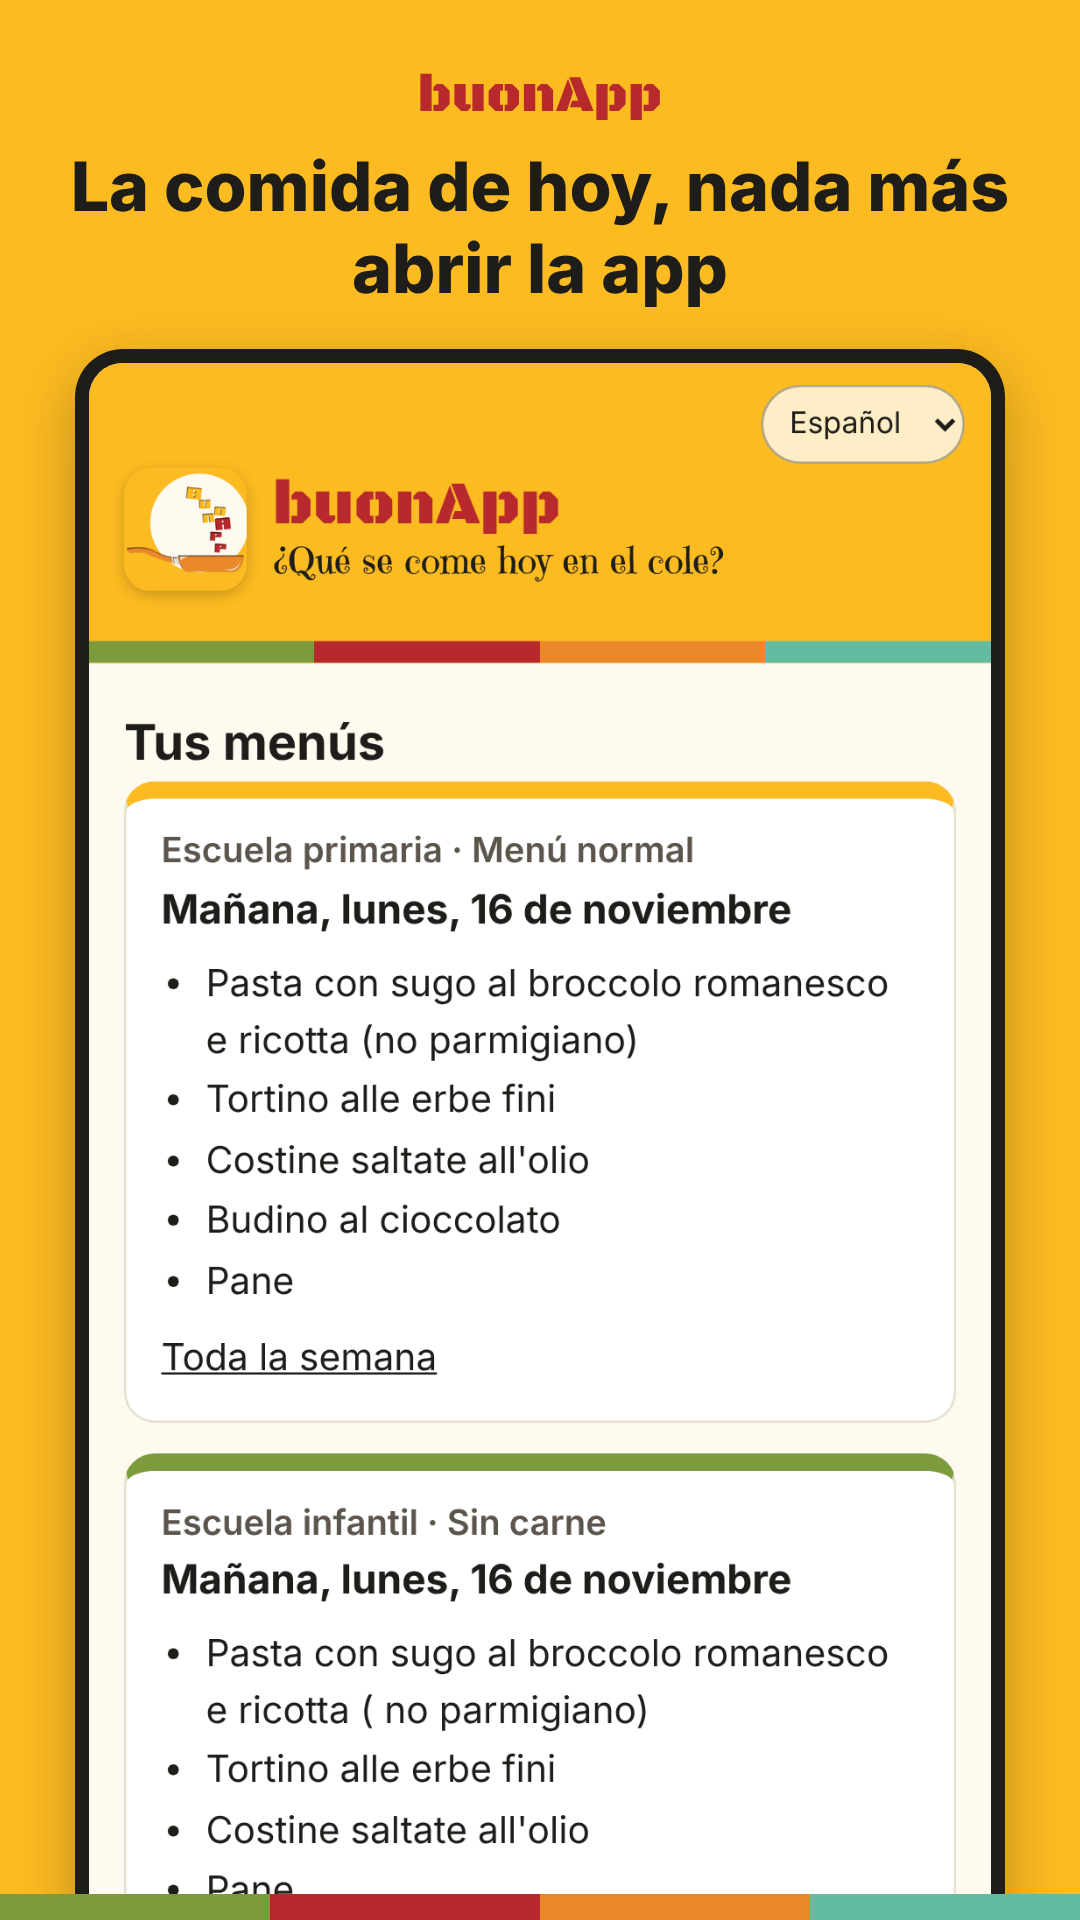 buonApp
La comida de hoy, nada más
abrir la app
Español
buonApp
¿Qué se come hoy en el cole?
Tus menús
Escuela primaria · Menú normal
Mañana, lunes, 16 de noviembre
• Pasta con sugo al broccolo romanesco
e ricotta (no parmigiano)
• Tortino alle erbe fini
• Costine saltate all'olio
• Budino al cioccolato
• Pane
Toda la semana
Escuela infantil · Sin carne
Mañana, lunes, 16 de noviembre
• Pasta con sugo al broccolo romanesco
e ricotta ( no parmigiano)
• Tortino alle erbe fini
• Costine saltate all'olio
• Pane